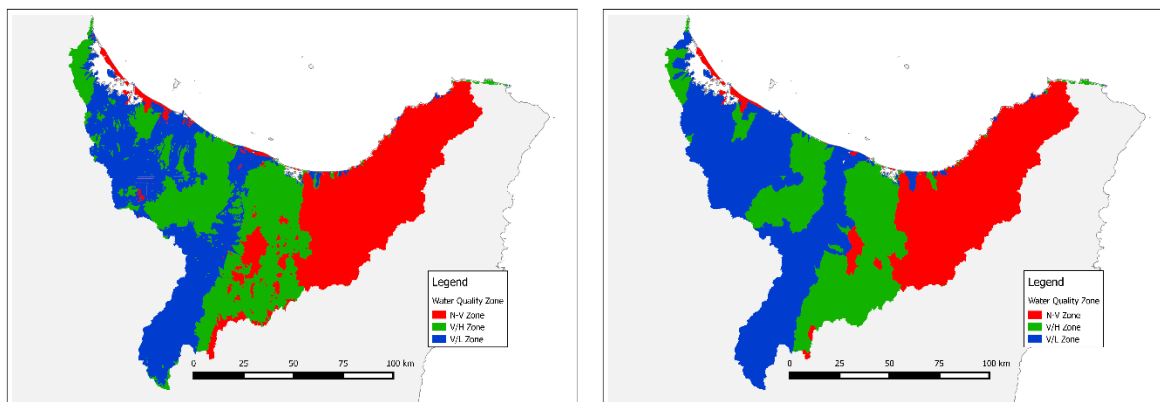 Legend
Water Quality Zone
N-V Zone
V/H Zone
V/L Zone
0 25 50 75 100 km
Legend
Water Quality Zone
N-V Zone
V/H Zone
V/L Zone
0 25 50 75 100 km